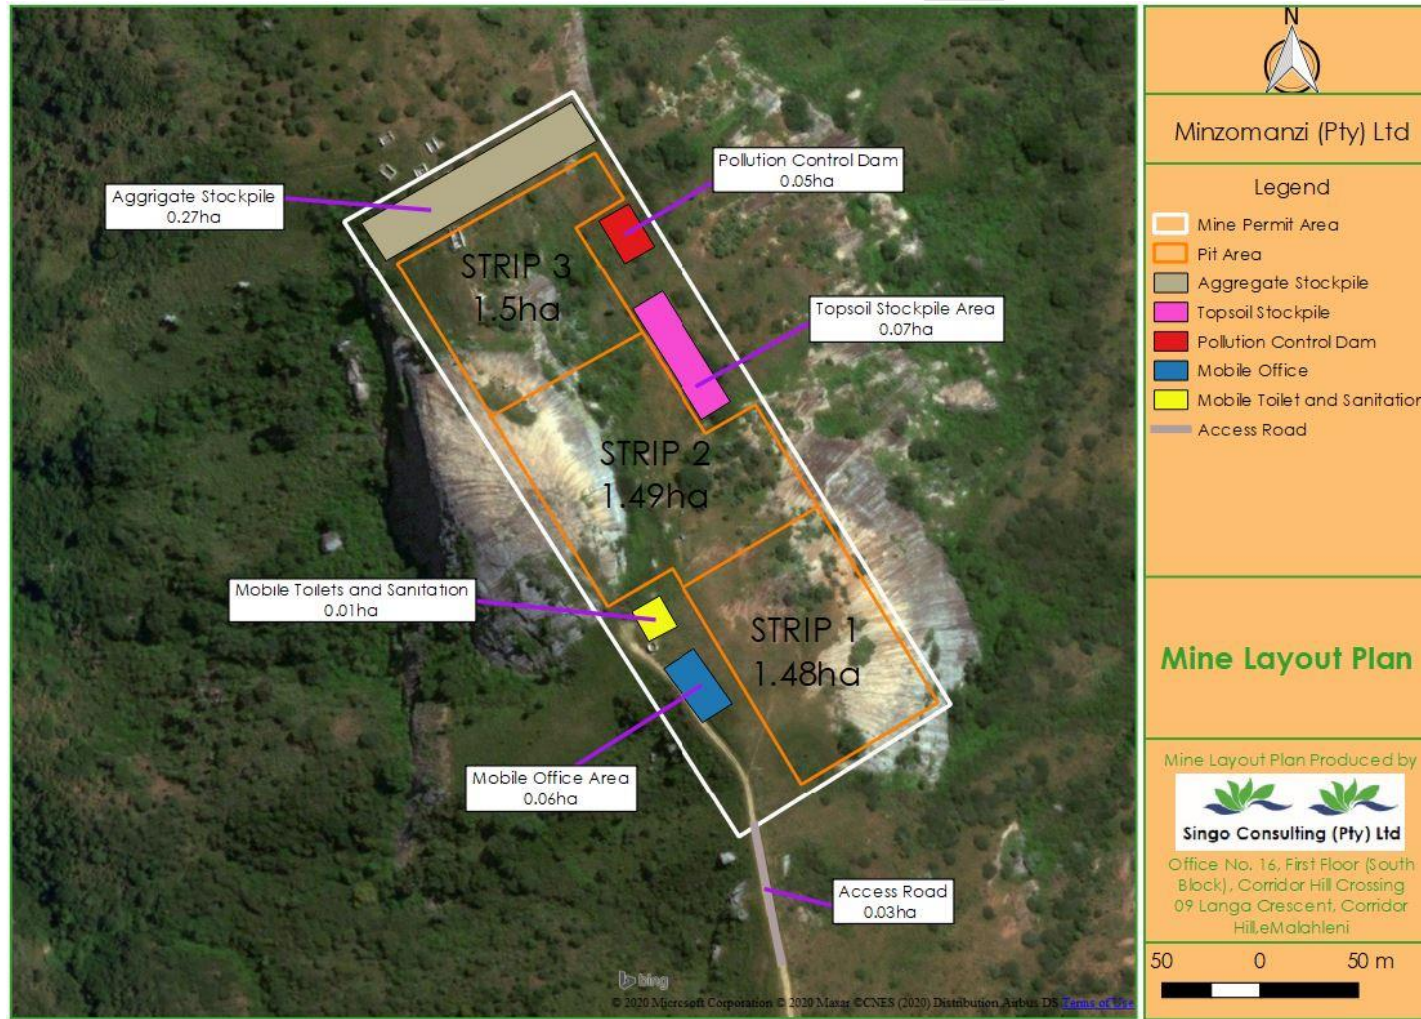 Aggrigate Stockpile
0.27ha
Pollution Control Dam
0.05ha
STRIP 3
1.5ha
Topsoil Stockpile Area
0.07ha
STRIP 2
1.49ha
Mobile Toilets and Sanitation
0.01ha
STRIP 1
1.48ha
Mobile Office Area
0.06ha
Access Road
0.03ha
bing
© 2020 Microsoft Corporation © 2020 Maxar ©CNES (2020) Distribution Airbus DS Terms of Use
N
Minzomanzi (Pty) Ltd
Legend
Mine Permit Area
Pit Area
Aggregate Stockpile
Topsoil Stockpile
Pollution Control Dam
Mobile Office
Mobile Toilet and Sanitation
Access Road
Mine Layout Plan
Mine Layout Plan Produced by
Singo Consulting (Pty) Ltd
Office No. 16, First Floor (South
Block), Corridor Hill Crossing
09 Langa Crescent, Corridor
Hill,eMalahleni
50 0 50 m